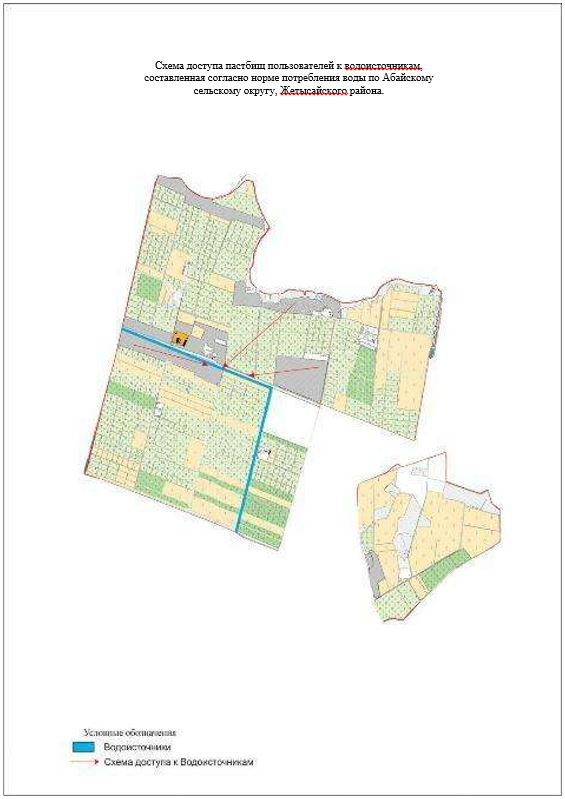 Схема доступа пастбищ пользователей к водоисточникам,
составленная согласно норме потребления воды по Абайскому
сельскому округу, Жетысайского района.
Условные обозначения
Водоисточники
Схема доступа к Водоисточникам